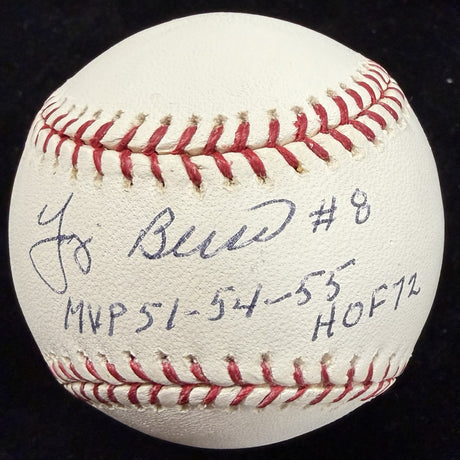 Yogi Berra #8
MVP 51-54-55
HOF 72